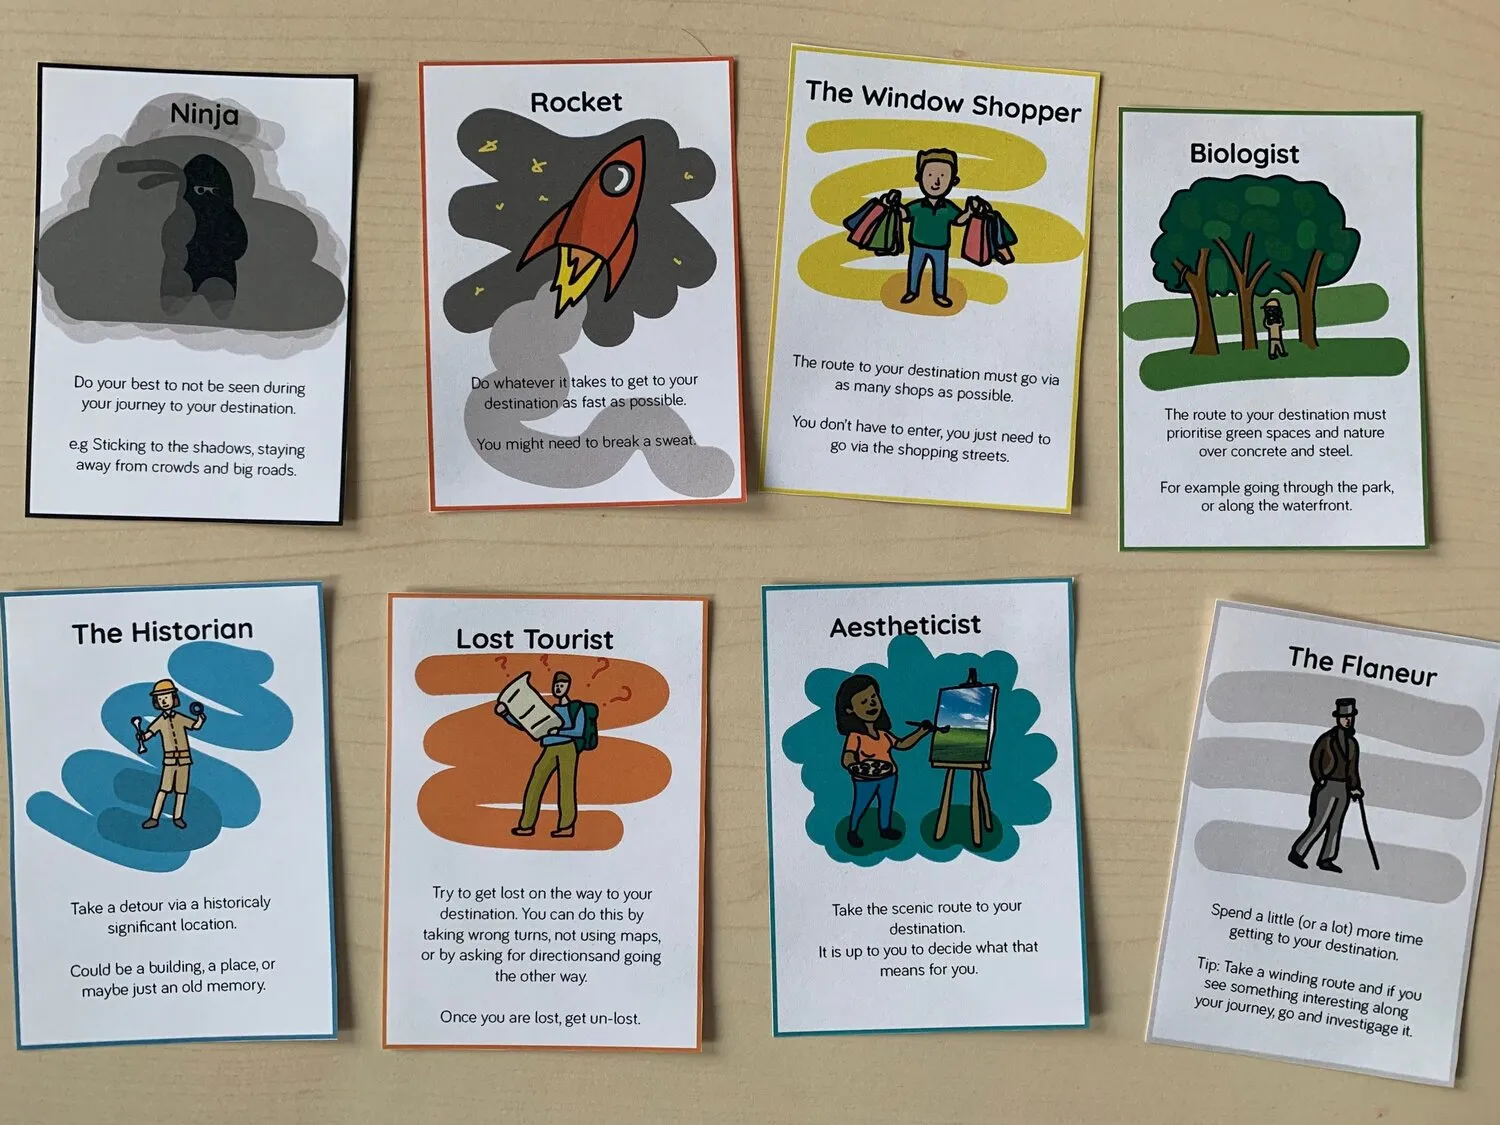 Ninja
Do your best to not be seen during
your journey to your destination.
e.g Sticking to the shadows, staying
away from crowds and big roads.
Rocket
Do whatever it takes to get to your
destination as fast as possible.
You might need to break a sweat.
The Window Shopper
The route to your destination must go via
as many shops as possible.
You don't have to enter, you just need to
go via the shopping streets.
Biologist
The route to your destination must
prioritise green spaces and nature
over concrete and steel.
For example going through the park,
or along the waterfront.
The Historian
Take a detour via a historicaly
significant location.
Could be a building, a place, or
maybe just an old memory.
Lost Tourist
? ? ? ?
Try to get lost on the way to your
destination. You can do this by
taking wrong turns, not using maps,
or by asking for directionsand going
the other way.
Once you are lost, get un-lost.
Aestheticist
Take the scenic route to your
destination.
It is up to you to decide what that
means for you.
The Flaneur
Spend a little (or a lot) more time
getting to your destination.
Tip: Take a winding route and if you
see something interesting along
your journey, go and investigage it.